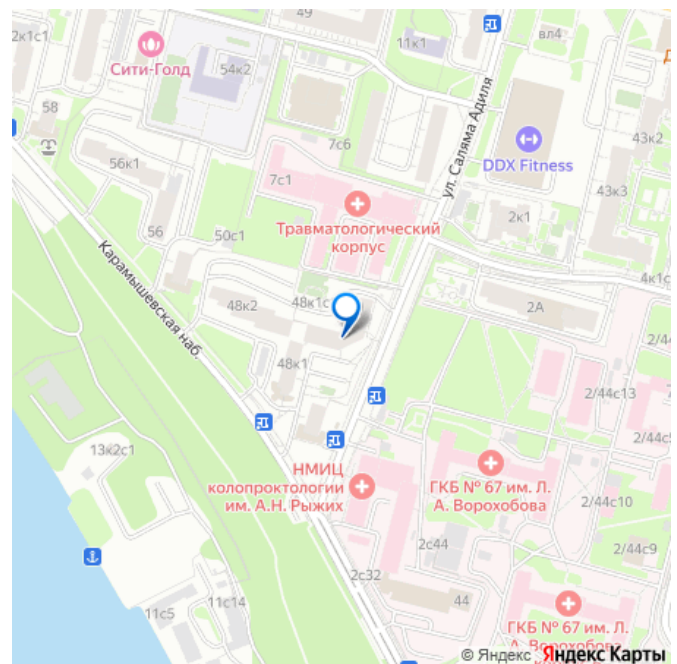 49
2к1с1
11к1
вл4
Сити-Голд
54к2
ул. Саляма Адиля
58
7с6
43к2
DDX Fitness
56к1
7с1
43к3
Травматологический
корпус
2к1
56
50с1
Карамышевская наб.
4к1с
48к2
48к1с
2А
2/4
48к1
2/44с13
13к2с1
НМИЦ
колопроктологии
им. А.Н. Рыжих
ГКБ № 67 им. Л.
А. Ворохобова
2/44с
2/44с10
2с44
2/44с9
2с32
11с14
11с5
44
ГКБ № 67 им. Л.
А. Ворохобова
© Яндекс Яндекс Карты